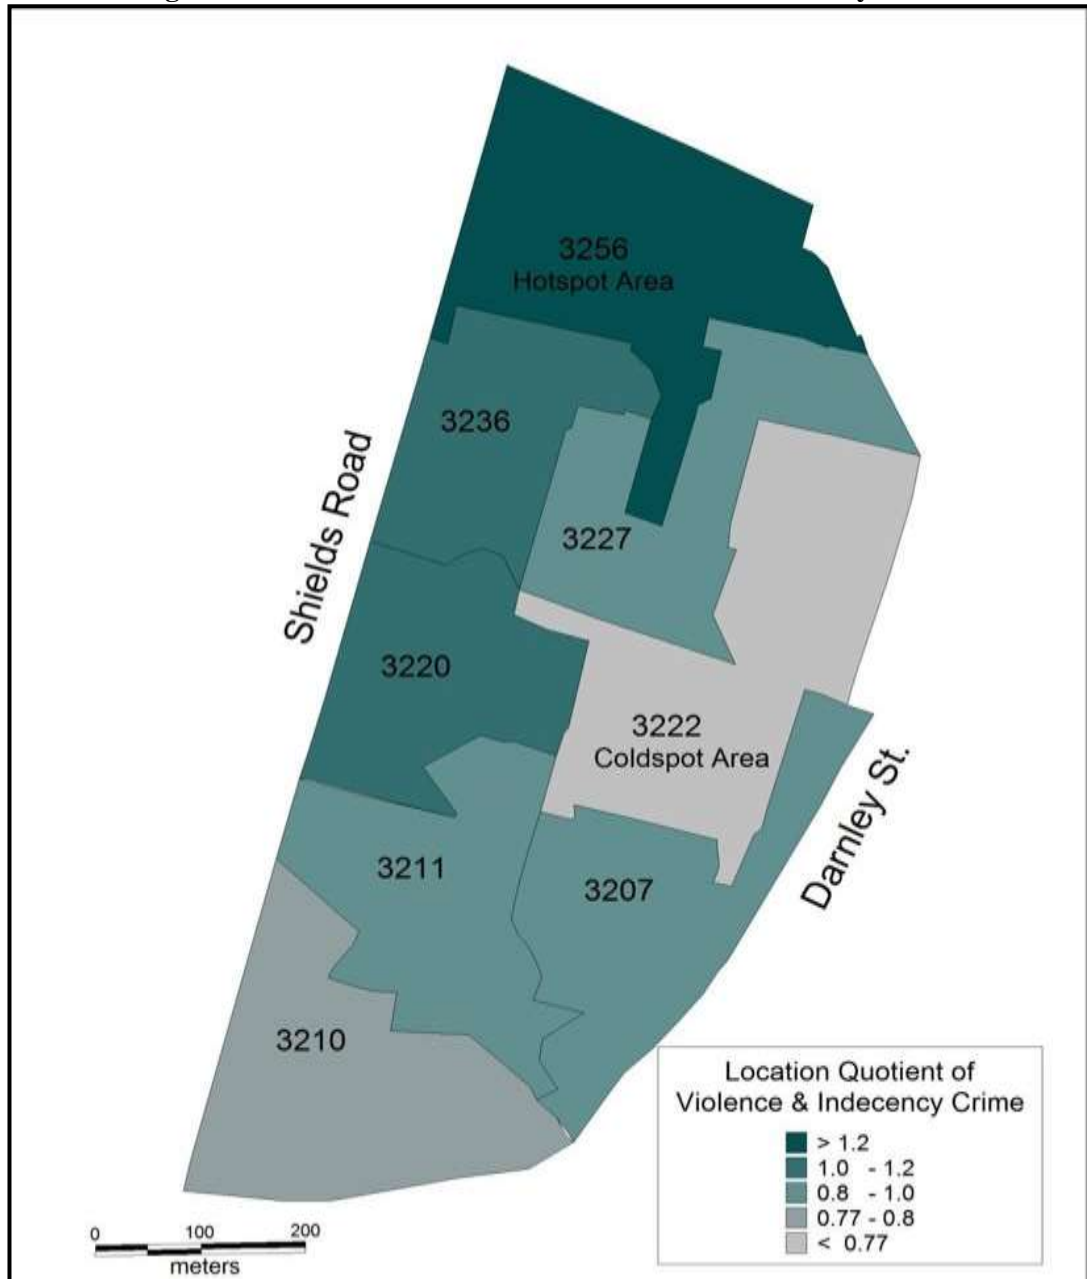 3256
Hotspot Area
3236
Shields Road
3227
3220
3222
Coldspot Area
Darnley St.
3211
3207
3210
Location Quotient of
Violence & Indecency Crime
> 1.2
1.0 - 1.2
0.8 - 1.0
0.77 - 0.8
< 0.77
0 100 200
meters